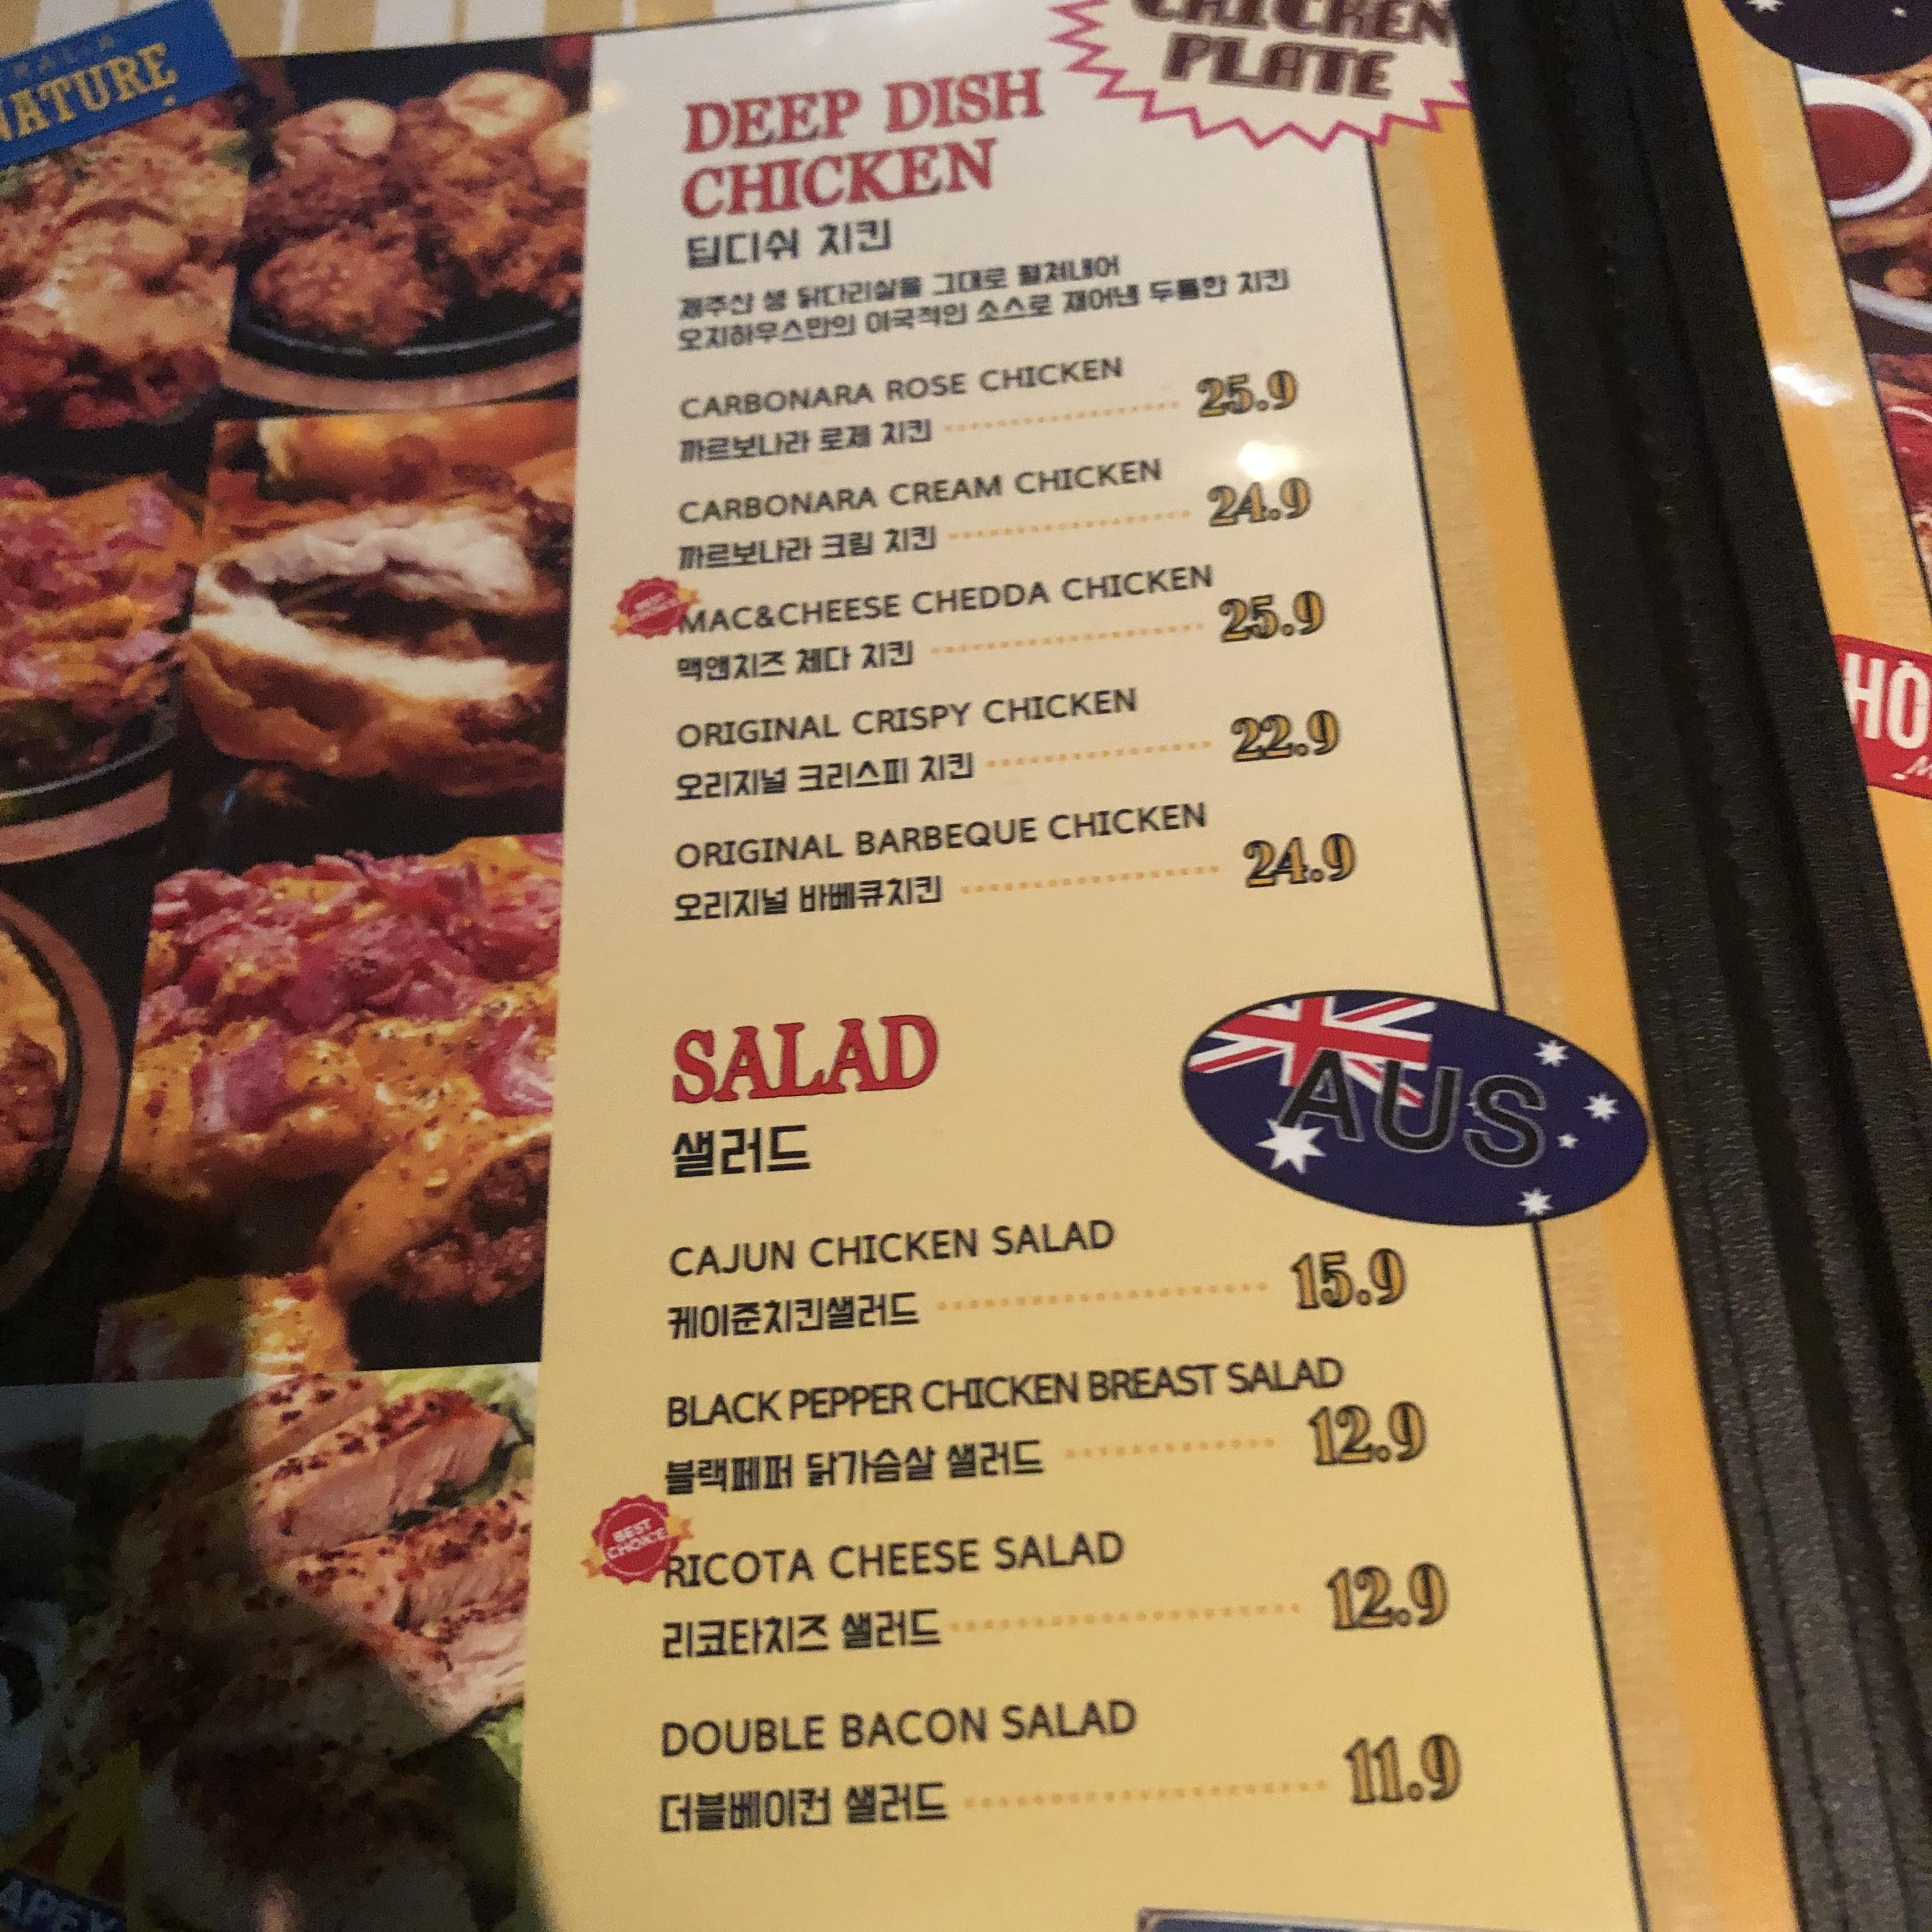 NATURE
CHICKEN
PLATE
DEEP DISH
CHICKEN
딥디쉬 치킨
제주산 생 닭다리살을 그대로 펼쳐내어
오지하우스만의 이국적인 소스로 재어낸 두툼한 치킨
CARBONARA ROSE CHICKEN
까르보나라 로제 치킨 25.9
CARBONARA CREAM CHICKEN
까르보나라 크림 치킨 24.9
MAC&CHEESE CHEDDA CHICKEN
맥앤치즈 체다 치킨 25.9
ORIGINAL CRISPY CHICKEN
오리지널 크리스피 치킨 22.9
ORIGINAL BARBEQUE CHICKEN
오리지널 바베큐치킨 24.9
SALAD
샐러드
AUS
CAJUN CHICKEN SALAD
케이준치킨샐러드 15.9
BLACK PEPPER CHICKEN BREAST SALAD
블랙페퍼 닭가슴살 샐러드 12.9
BEST
CHOICE
RICOTA CHEESE SALAD
리코타치즈 샐러드 12.9
DOUBLE BACON SALAD
더블베이컨 샐러드 11.9
HO